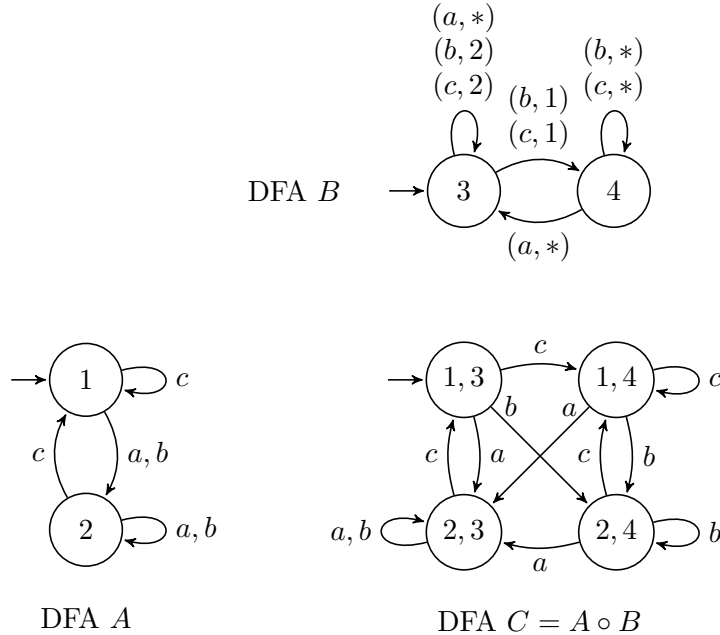 (a, ∗)
(b, 2)
(c, 2)
(b, 1)
(c, 1)
(b, ∗)
(c, ∗)
DFA B
3
4
(a, ∗)
1
c
c
a, b
2
a, b
DFA A
1, 3
c
1, 4
c
b
a
c
a
c
b
a, b
2, 3
2, 4
b
a
DFA C = A ∘ B